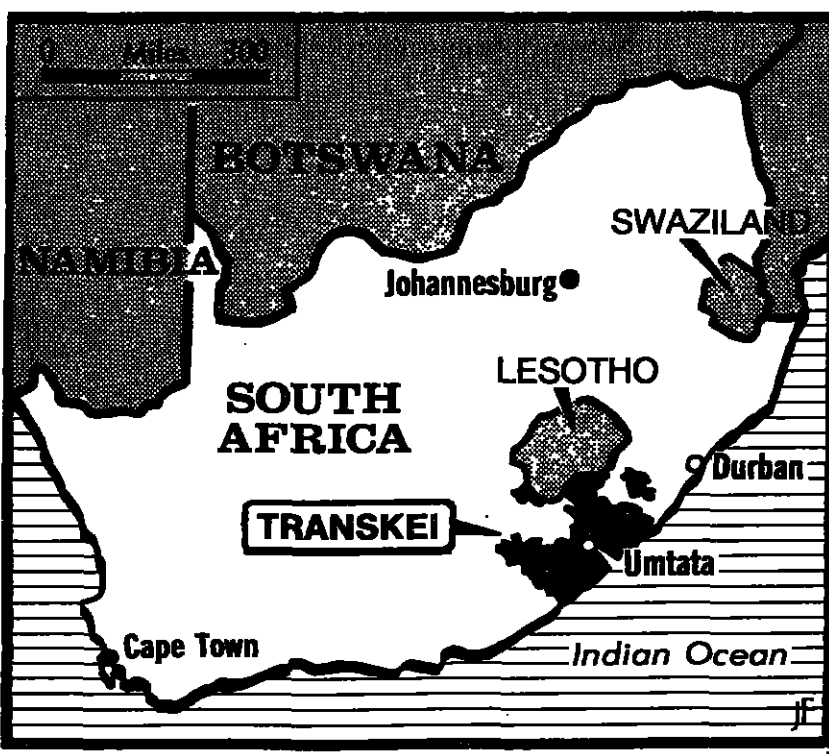 0 Miles 300
BOTSWANA
NAMIBIA
SWAZILAND
Johannesburg
LESOTHO
SOUTH
AFRICA
Durban
TRANSKEI
Umtata
Cape Town
Indian Ocean
JF